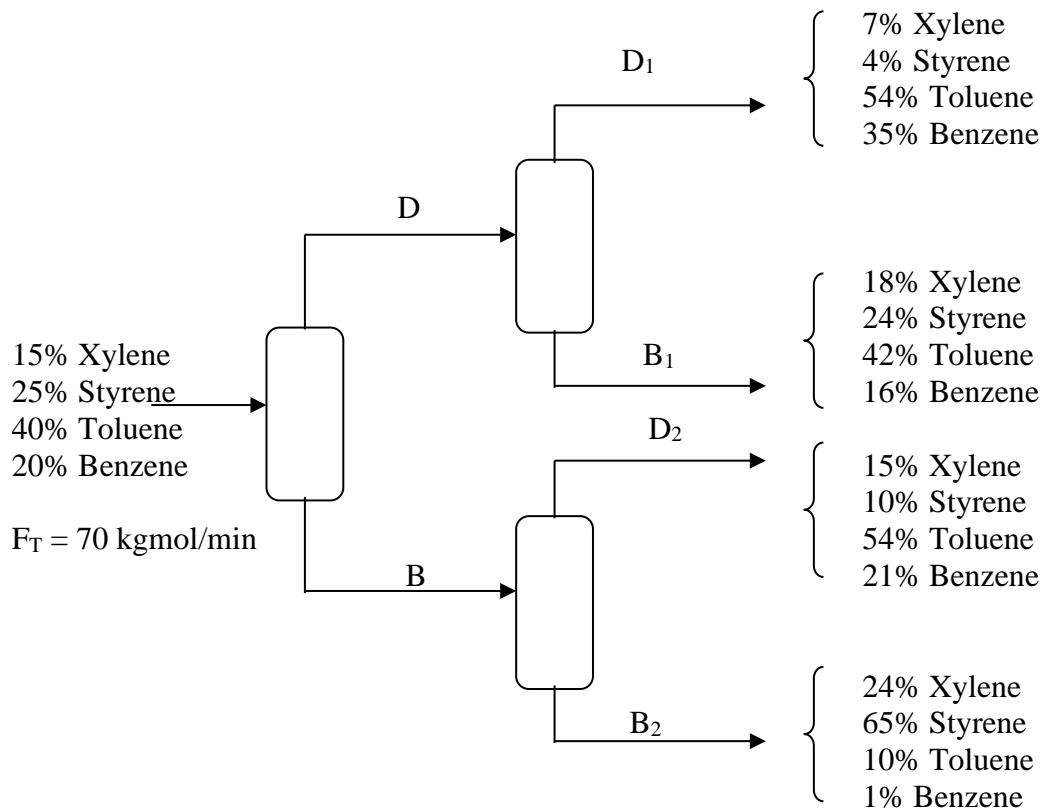 7% Xylene
4% Styrene
54% Toluene
35% Benzene
D₁
D
18% Xylene
24% Styrene
42% Toluene
16% Benzene
B₁
15% Xylene
25% Styrene
40% Toluene
20% Benzene
F_T = 70 kgmol/min
D₂
15% Xylene
10% Styrene
54% Toluene
21% Benzene
B
24% Xylene
65% Styrene
10% Toluene
1% Benzene
B₂